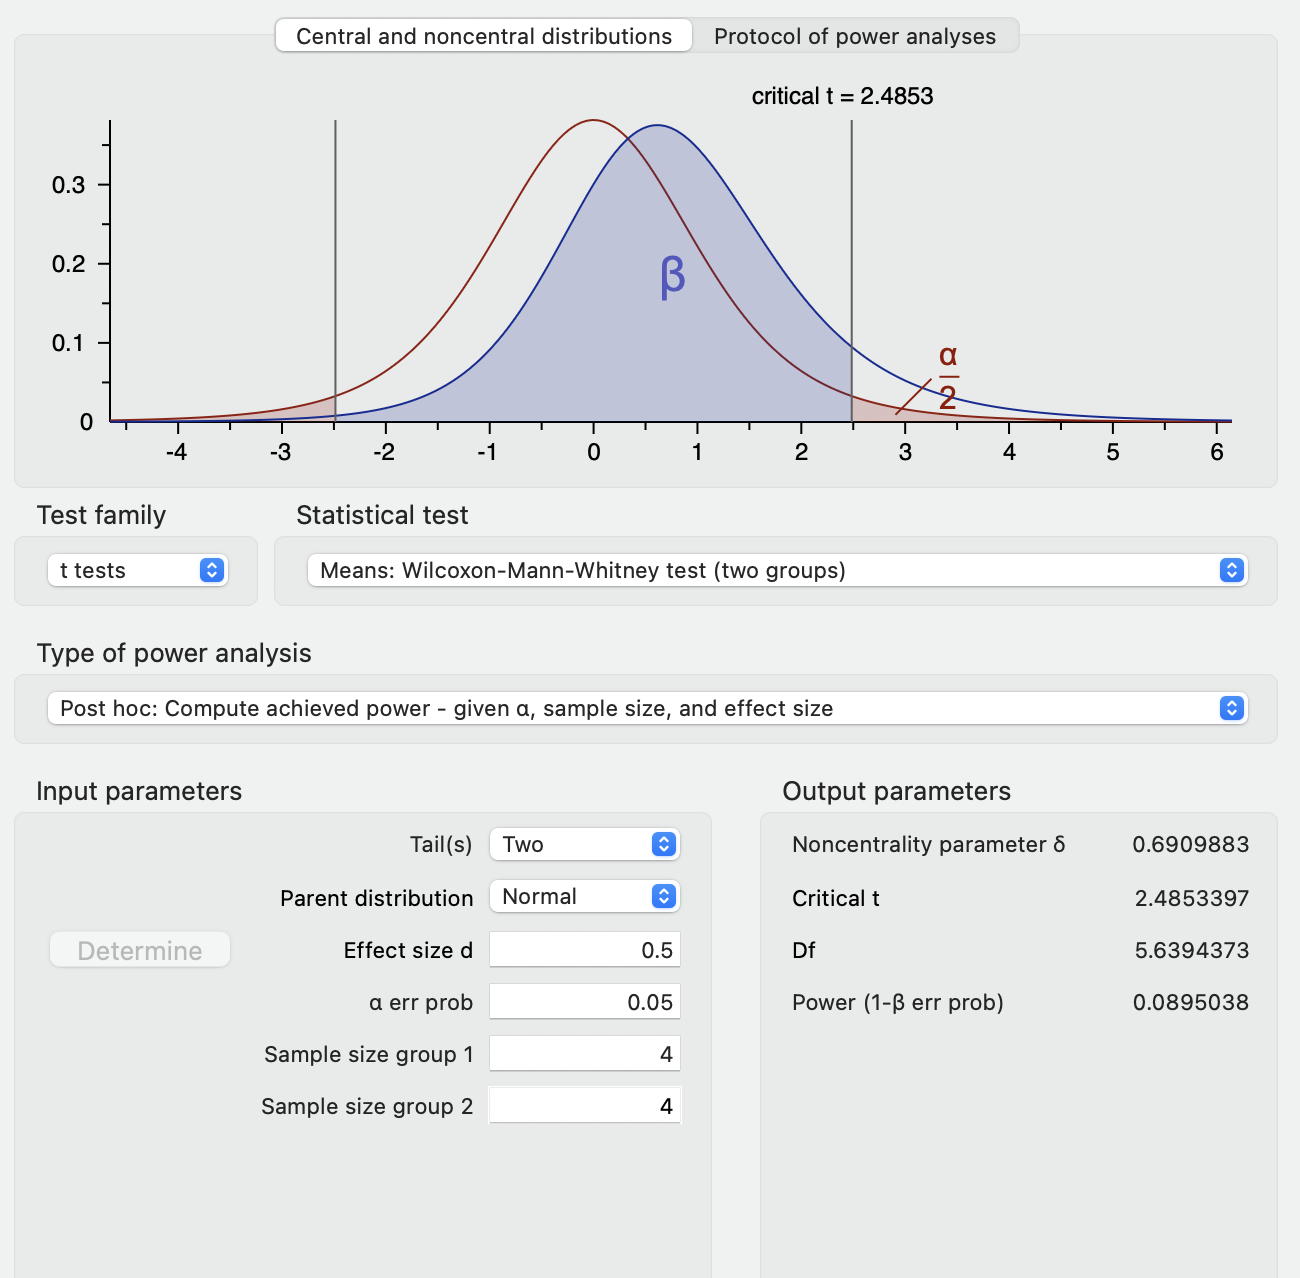 Central and noncentral distributions
Protocol of power analyses
critical t = 2.4853
0.3
0.2
0.1
0
β
α
2
-4 -3 -2 -1 0 1 2 3 4 5 6
Test family
Statistical test
t tests
Means: Wilcoxon-Mann-Whitney test (two groups)
Type of power analysis
Post hoc: Compute achieved power - given α, sample size, and effect size
Input parameters
Tail(s) Two
Parent distribution Normal
Determine
Effect size d 0.5
α err prob 0.05
Sample size group 1 4
Sample size group 2 4
Output parameters
Noncentrality parameter δ 0.6909883
Critical t 2.4853397
Df 5.6394373
Power (1-β err prob) 0.0895038